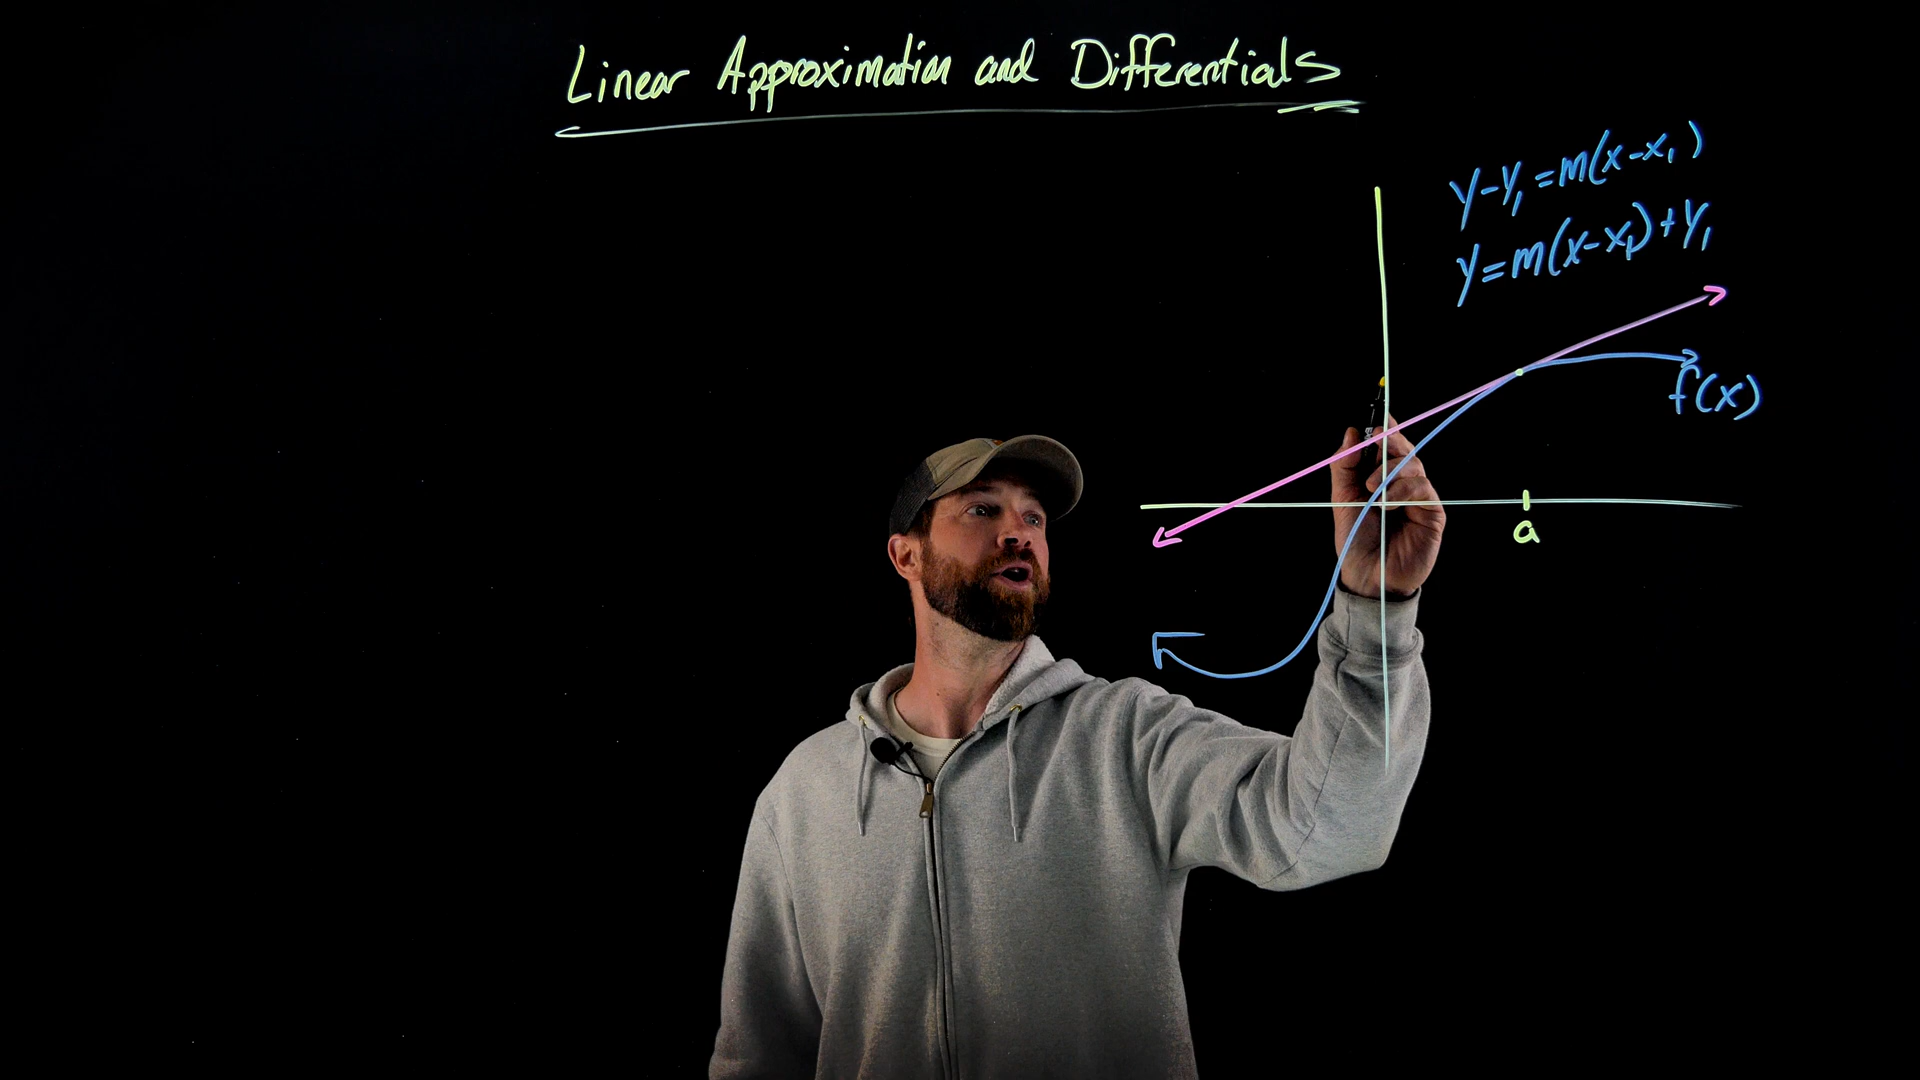 Linear Approximation and Differentials
y-y₁=m(x-x₁)
y=m(x-x₁)+y₁
f(x)
a